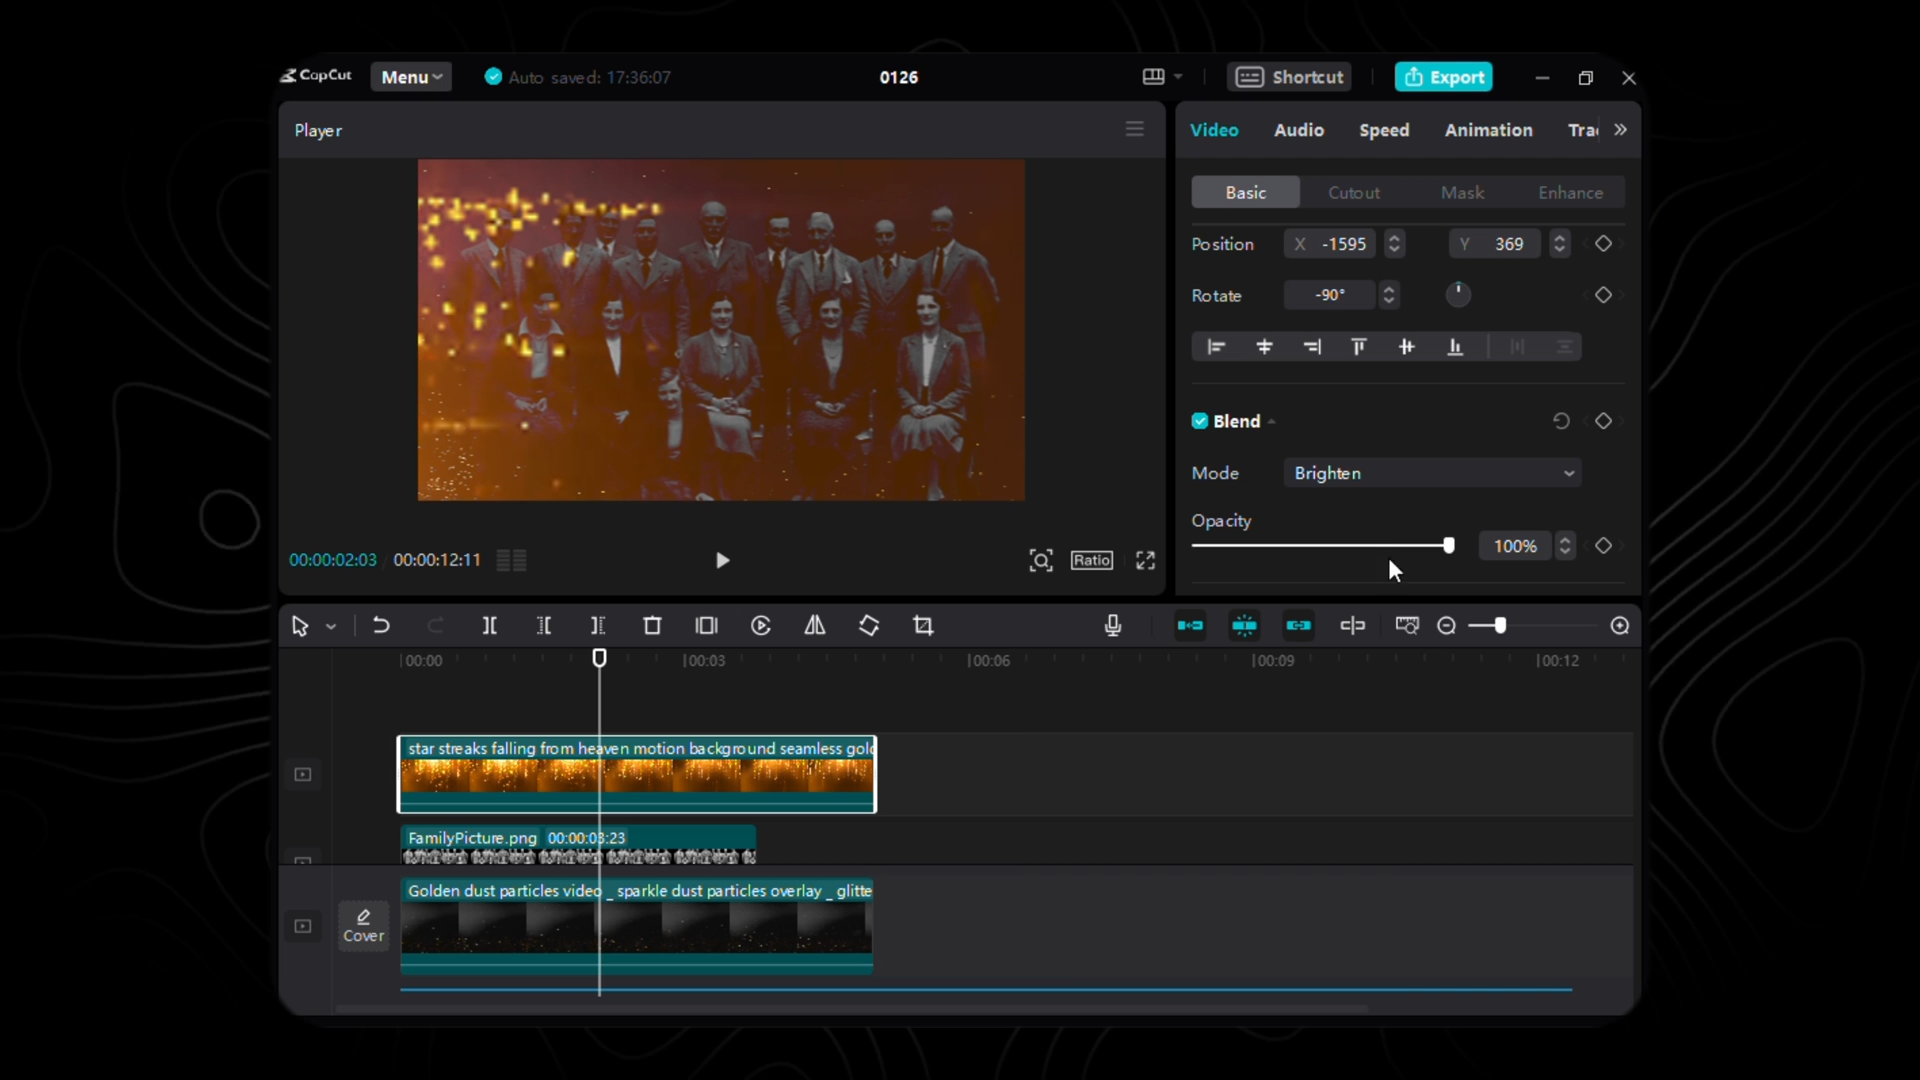 CapCut Menu Auto saved: 17:36:07 0126 Shortcut Export
Player
Video Audio Speed Animation
Basic Cutout Mask Enhance
Position X -1595 Y 369
Rotate -90°
Blend
Mode Brighten
Opacity
100%
00:00:02:03 00:00:12:11 Ratio
00:00 00:03 00:06 00:09 00:12
star streaks falling from heaven motion background seamless
FamilyPicture.png 00:00:03:23
Golden dust particles video _ sparkle dust particles overlay _ glitte
Cover